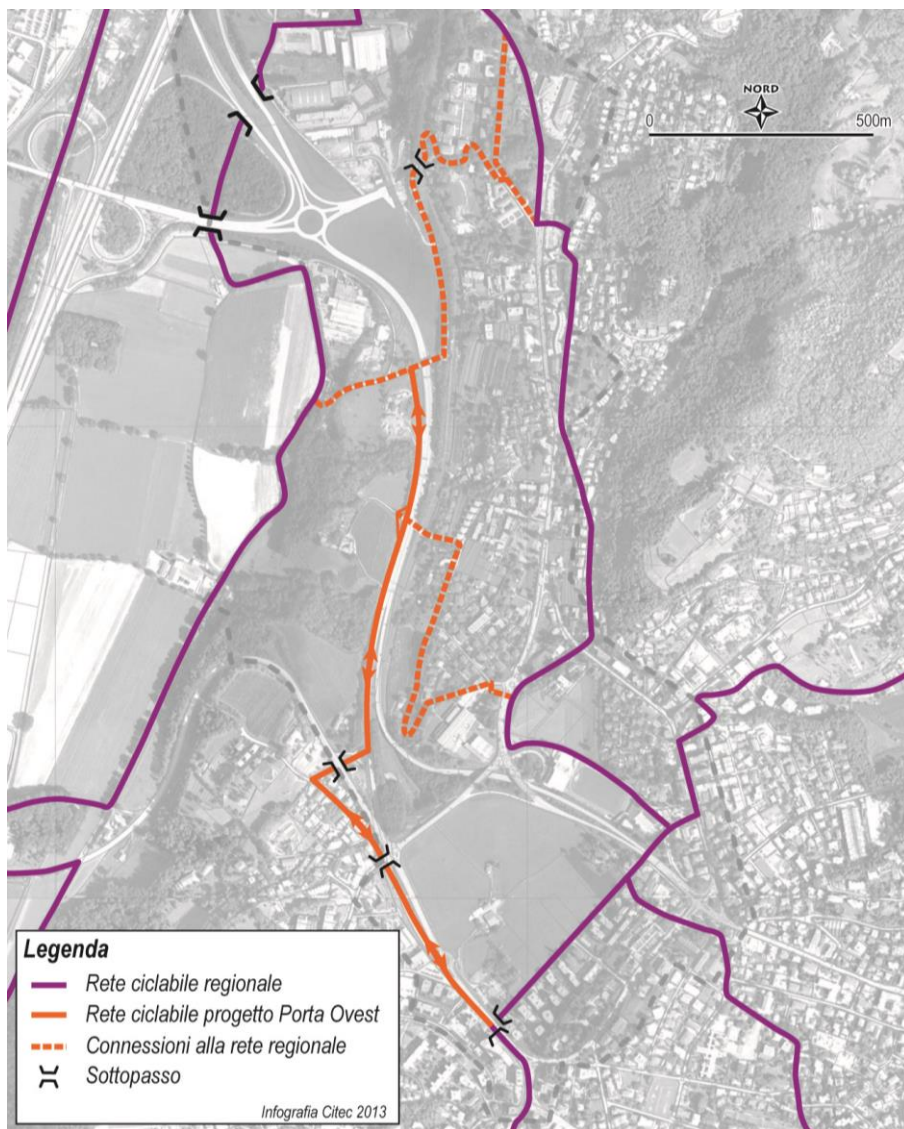 NORD
0 500m
Legenda
Rete ciclabile regionale
Rete ciclabile progetto Porta Ovest
Connessioni alla rete regionale
Sottopasso
Infografia Citec 2013